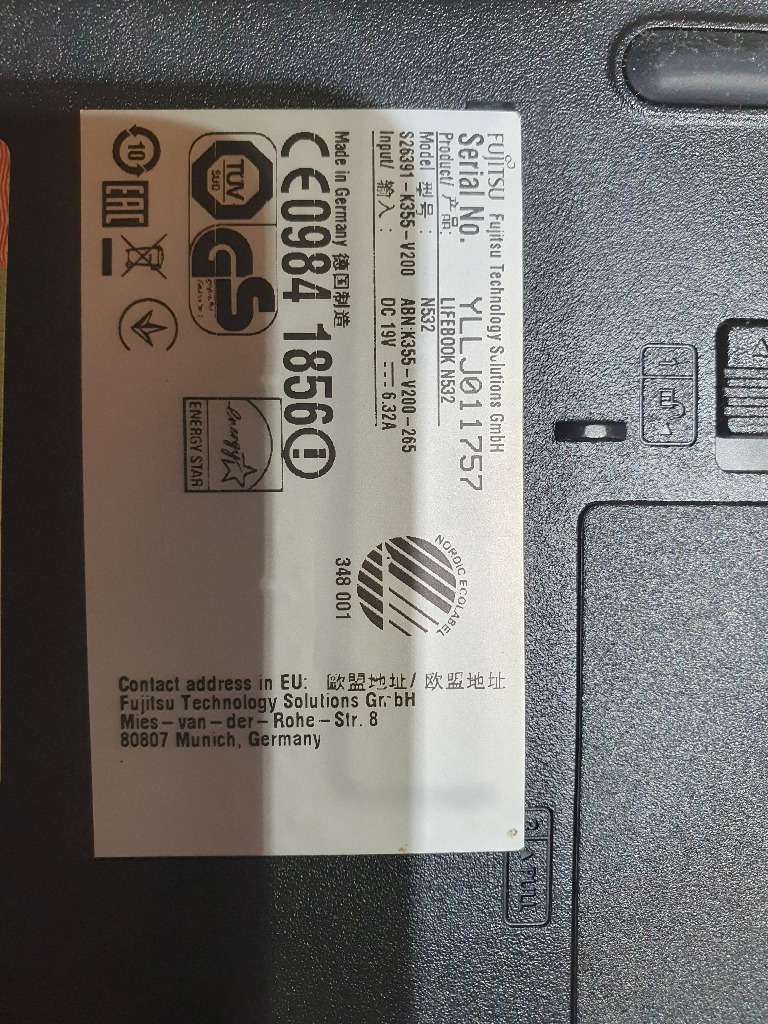 FUJITSU Fujitsu Technology Solutions GmbH
Serial No. YLLJ011757
Product/ 产品: LIFEBOOK N532
Model 型号: N532
S26391-K355-V200 ABN:K355-V200-265
Input/ 输入: DC 19V ⎓ 6.32A
Made in Germany 德国制造
CE0984 1856
TÜV
SÜD
GS
10
EAC
energy
ENERGY STAR
NORDIC ECOLABEL
348 001
Contact address in EU: 歐盟地址/ 欧盟地址
Fujitsu Technology Solutions GmbH
Mies-van-der-Rohe-Str. 8
80807 Munich, Germany
1
2
PULL